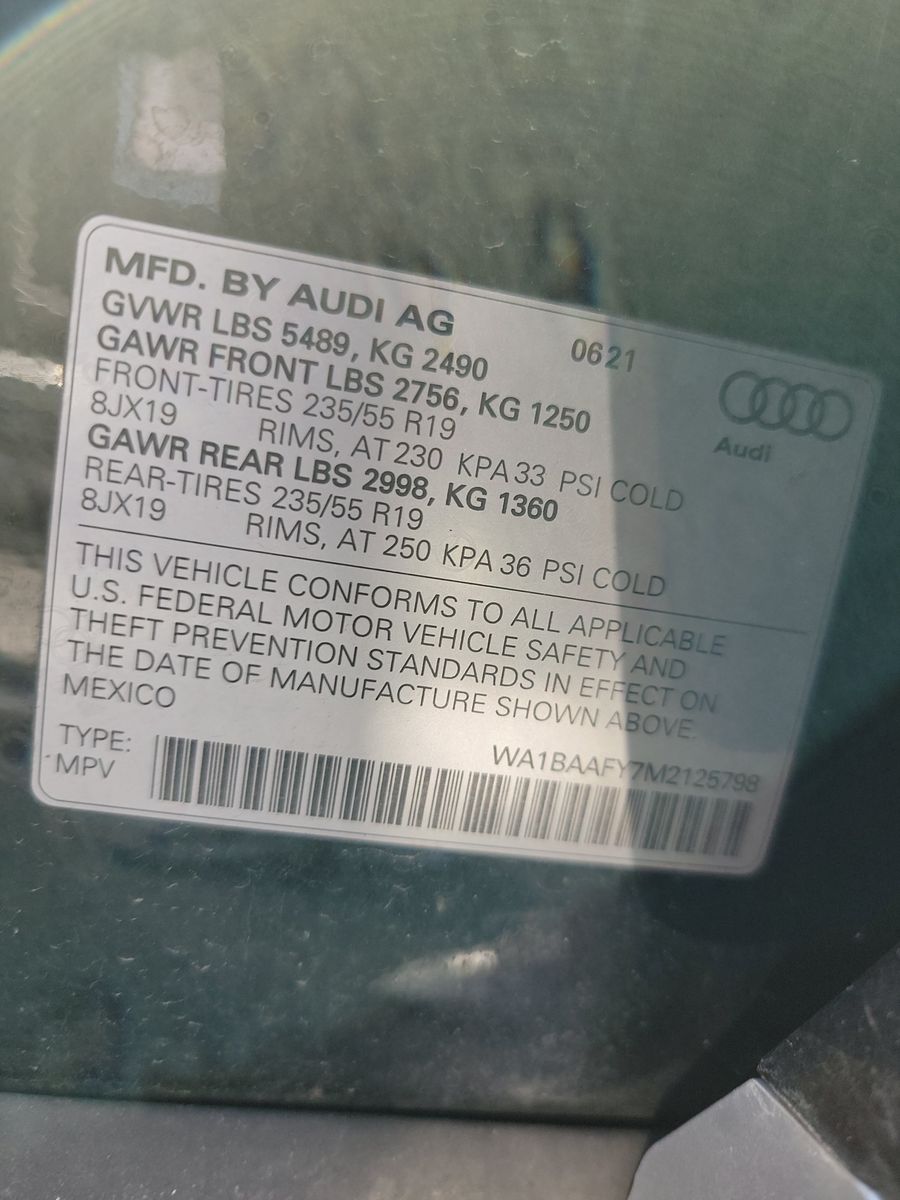 MFD. BY AUDI AG 0621
GVWR LBS 5489, KG 2490
GAWR FRONT LBS 2756, KG 1250
FRONT-TIRES 235/55 R19
8JX19 RIMS, AT 230 KPA 33 PSI COLD
GAWR REAR LBS 2998, KG 1360
REAR-TIRES 235/55 R19
8JX19 RIMS, AT 250 KPA 36 PSI COLD
Audi
THIS VEHICLE CONFORMS TO ALL APPLICABLE
U.S. FEDERAL MOTOR VEHICLE SAFETY AND
THEFT PREVENTION STANDARDS IN EFFECT ON
THE DATE OF MANUFACTURE SHOWN ABOVE.
MEXICO
TYPE: WA1BAAFY7M2125798
MPV